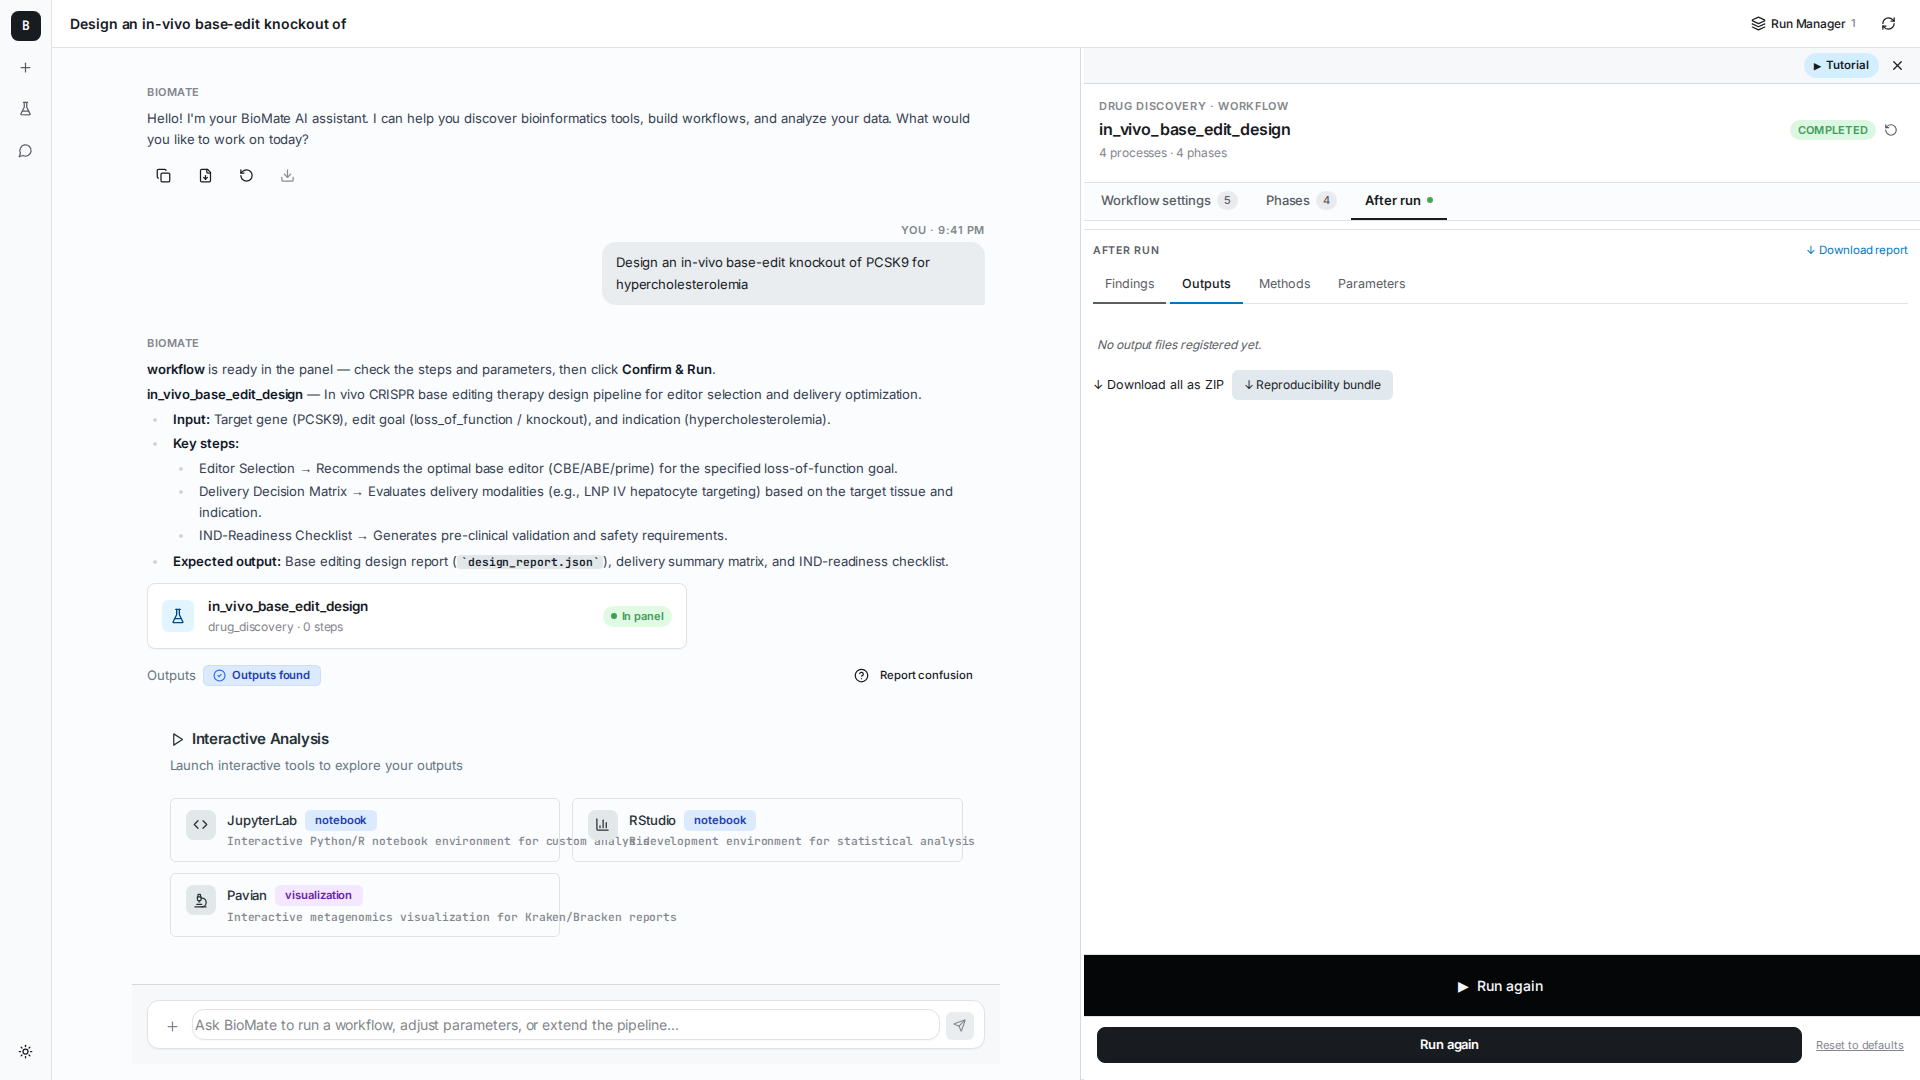 B
Design an in-vivo base-edit knockout of
Run Manager 1
BIOMATE
Hello! I'm your BioMate AI assistant. I can help you discover bioinformatics tools, build workflows, and analyze your data. What would
you like to work on today?
YOU · 9:41 PM
Design an in-vivo base-edit knockout of PCSK9 for
hypercholesterolemia
BIOMATE
workflow is ready in the panel — check the steps and parameters, then click Confirm & Run.
in_vivo_base_edit_design — In vivo CRISPR base editing therapy design pipeline for editor selection and delivery optimization.
Input: Target gene (PCSK9), edit goal (loss_of_function / knockout), and indication (hypercholesterolemia).
Key steps:
Editor Selection → Recommends the optimal base editor (CBE/ABE/prime) for the specified loss-of-function goal.
Delivery Decision Matrix → Evaluates delivery modalities (e.g., LNP IV hepatocyte targeting) based on the target tissue and
indication.
IND-Readiness Checklist → Generates pre-clinical validation and safety requirements.
Expected output: Base editing design report (`design_report.json`), delivery summary matrix, and IND-readiness checklist.
in_vivo_base_edit_design
drug_discovery · 0 steps
In panel
Outputs
Outputs found
Report confusion
Interactive Analysis
Launch interactive tools to explore your outputs
JupyterLab notebook
Interactive Python/R notebook environment for custom analysis
RStudio notebook
R development environment for statistical analysis
Pavian visualization
Interactive metagenomics visualization for Kraken/Bracken reports
Ask BioMate to run a workflow, adjust parameters, or extend the pipeline...
▶ Tutorial
DRUG DISCOVERY · WORKFLOW
in_vivo_base_edit_design
COMPLETED
4 processes · 4 phases
Workflow settings 5
Phases 4
After run
AFTER RUN
↓ Download report
Findings
Outputs
Methods
Parameters
No output files registered yet.
↓ Download all as ZIP
↓ Reproducibility bundle
▶ Run again
Run again
Reset to defaults